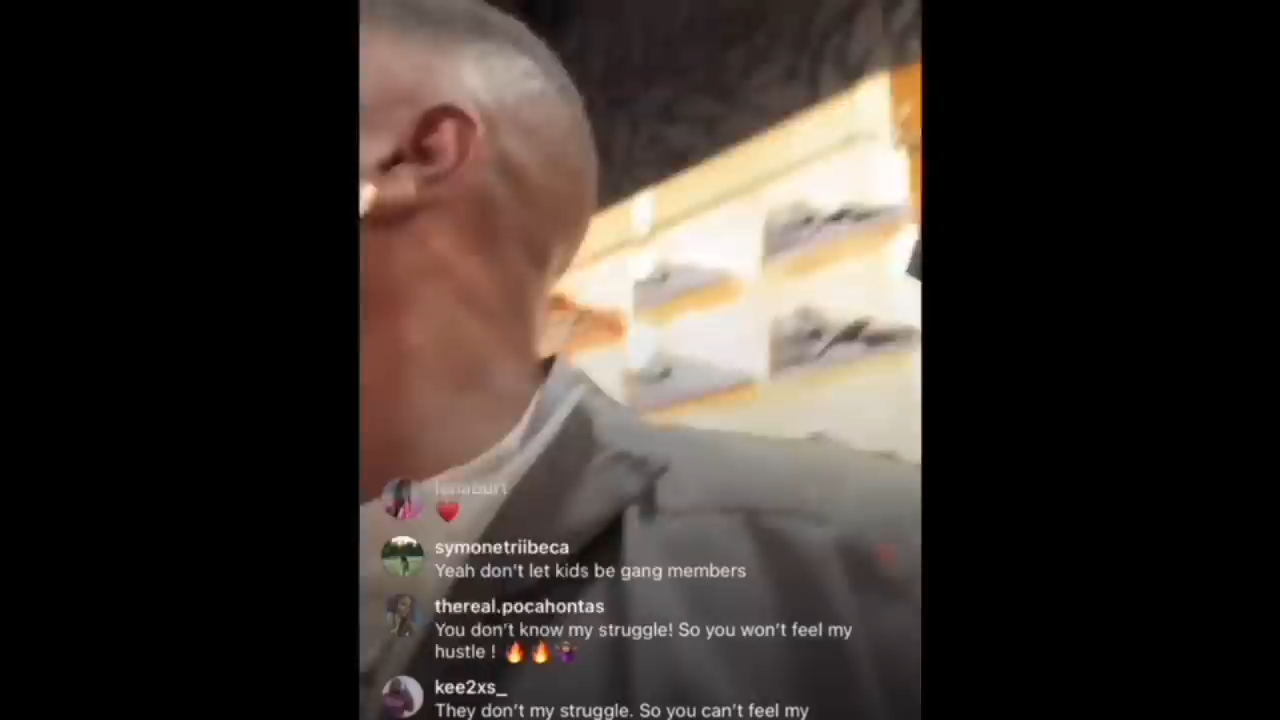 lenaburt
❤️
symonetriibeca
Yeah don't let kids be gang members
thereal.pocahontas
You don't know my struggle! So you won't feel my
hustle ! 🔥🔥🤷🏾‍♀️
kee2xs_
They don't my struggle. So you can't feel my